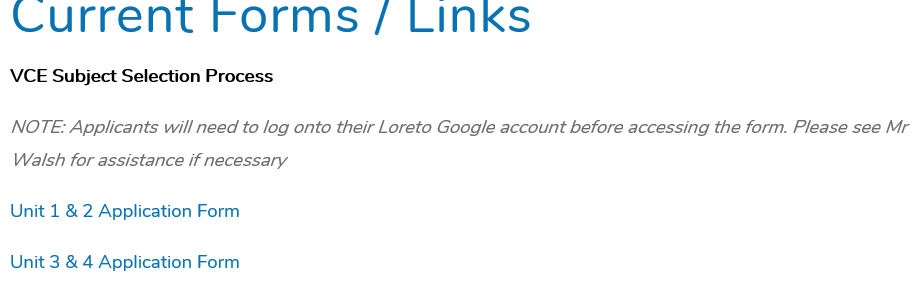 Current Forms / Links
VCE Subject Selection Process
NOTE: Applicants will need to log onto their Loreto Google account before accessing the form. Please see Mr
Walsh for assistance if necessary
Unit 1 & 2 Application Form
Unit 3 & 4 Application Form